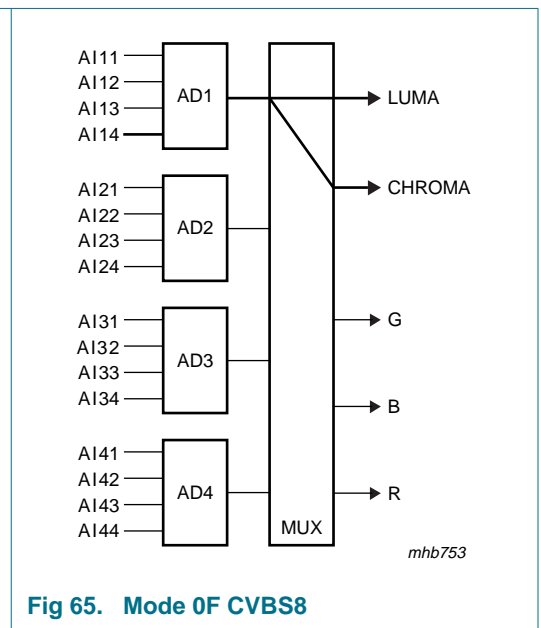 AI11
AI12
AI13
AI14
AD1
LUMA
CHROMA
AI21
AI22
AI23
AI24
AD2
AI31
AI32
AI33
AI34
AD3
G
B
AI41
AI42
AI43
AI44
AD4
R
MUX
mhb753
Fig 65. Mode 0F CVBS8